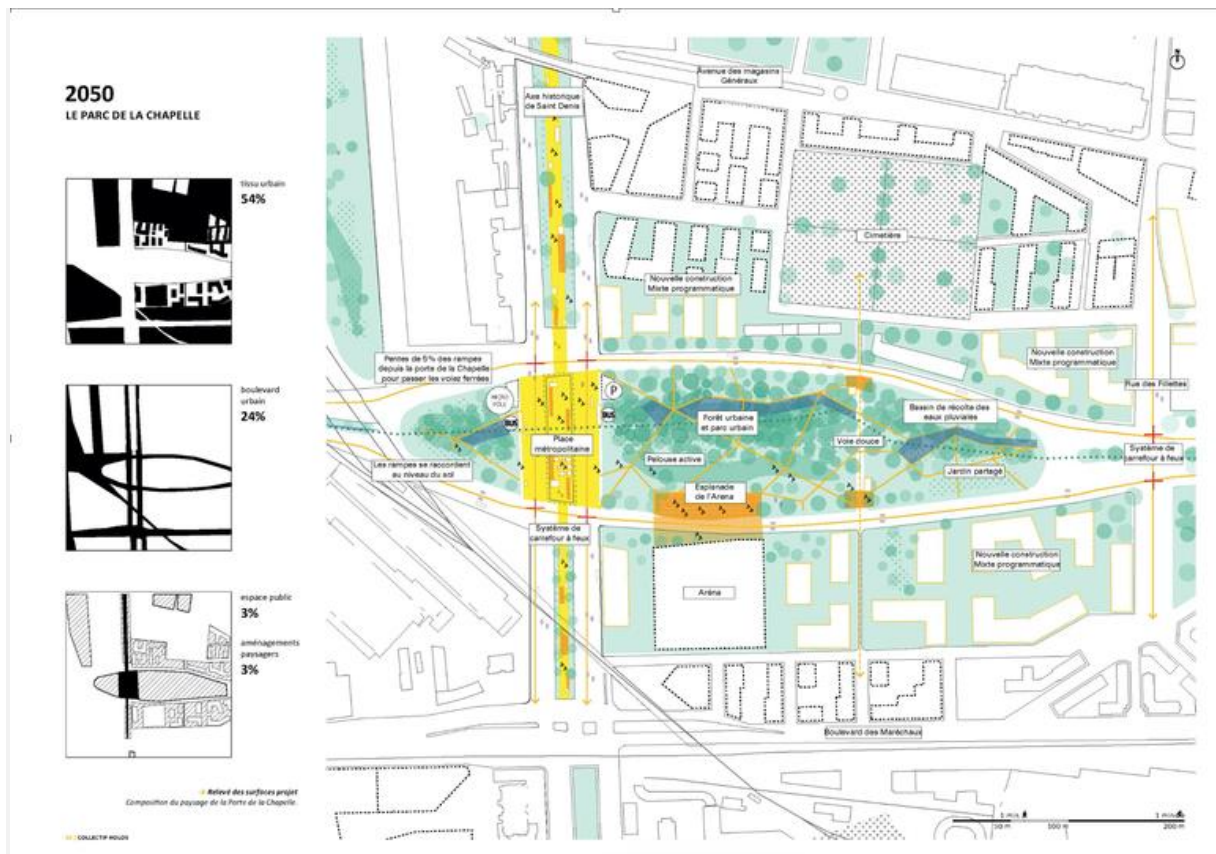 2050
LE PARC DE LA CHAPELLE
tissu urbain
54%
boulevard
urbain
24%
espace public
3%
aménagements
paysagers
3%
Relevé des surfaces projet
Composition du paysage de la Porte de la Chapelle.
COLLECTIF HOLOS
Avenue des magasins
Généraux
Axe historique
de Saint Denis
Cimetière
Nouvelle construction
Mixte programmatique
Nouvelle construction
Mixte programmatique
Pentes de 5% des rampes
depuis la porte de la Chapelle
pour passer les voies ferrées
Rue des Fillettes
P
BUS
BUS
Forêt urbaine
et parc urbain
Bassin de récolte des
eaux pluviales
Place
métropolitaine
Voie douce
Pelouse active
Les rampes se raccordent
au niveau du sol
Jardin partagé
Système de
carrefour à feux
Esplanade
de l'Arena
Système de
carrefour à feux
Nouvelle construction
Mixte programmatique
Aréna
Boulevard des Maréchaux
1 min
1 minute
50 m
100 m
200 m